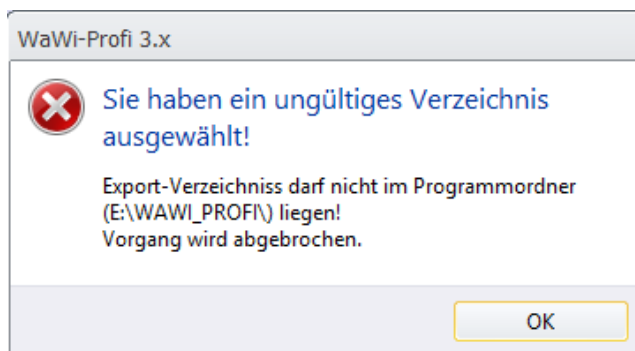 WaWi-Profi 3.x
Sie haben ein ungültiges Verzeichnis
ausgewählt!
Export-Verzeichniss darf nicht im Programmordner
(E:\WAWI_PROFI\) liegen!
Vorgang wird abgebrochen.
OK